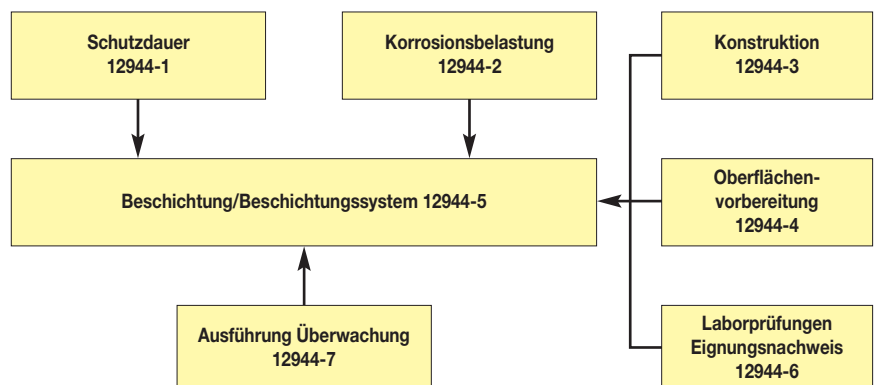 Schutzdauer
12944-1
Korrosionsbelastung
12944-2
Konstruktion
12944-3
Beschichtung/Beschichtungssystem 12944-5
Oberflächen-
vorbereitung
12944-4
Ausführung Überwachung
12944-7
Laborprüfungen
Eignungsnachweis
12944-6